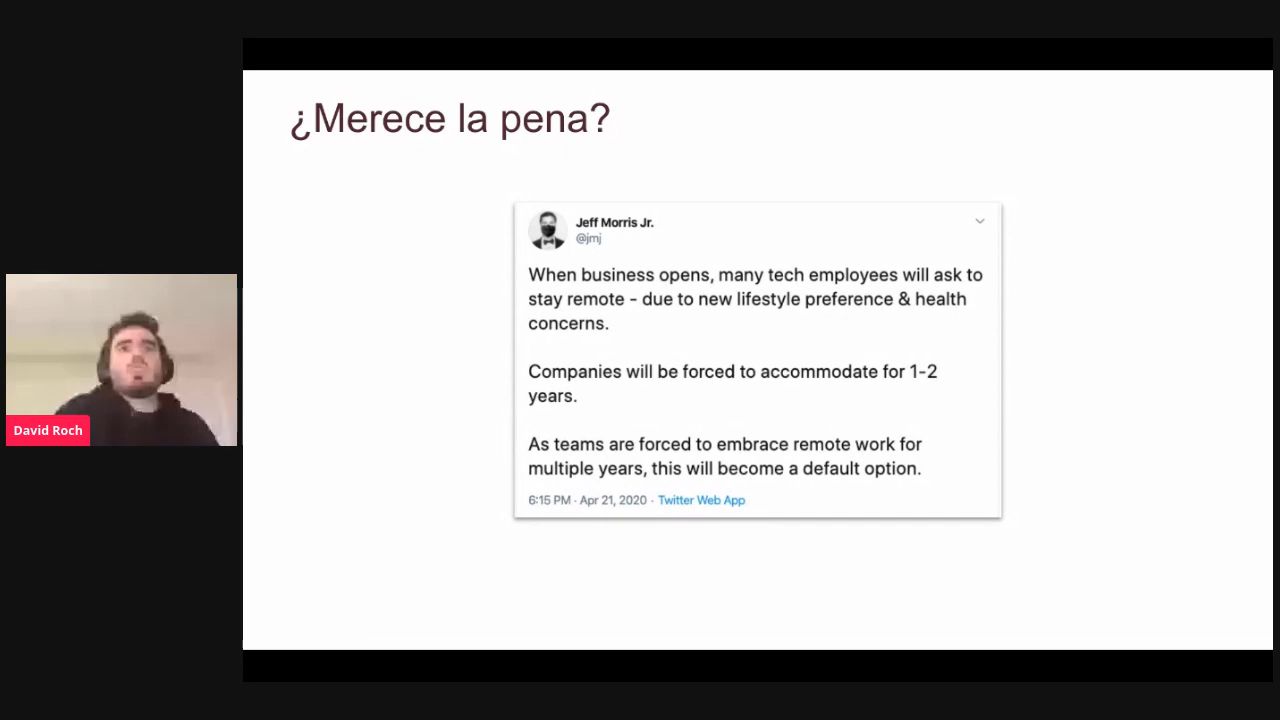 ¿Merece la pena?
Jeff Morris Jr.
@jmj
When business opens, many tech employees will ask to
stay remote - due to new lifestyle preference & health
concerns.
Companies will be forced to accommodate for 1-2
years.
As teams are forced to embrace remote work for
multiple years, this will become a default option.
6:15 PM · Apr 21, 2020 · Twitter Web App
David Roch